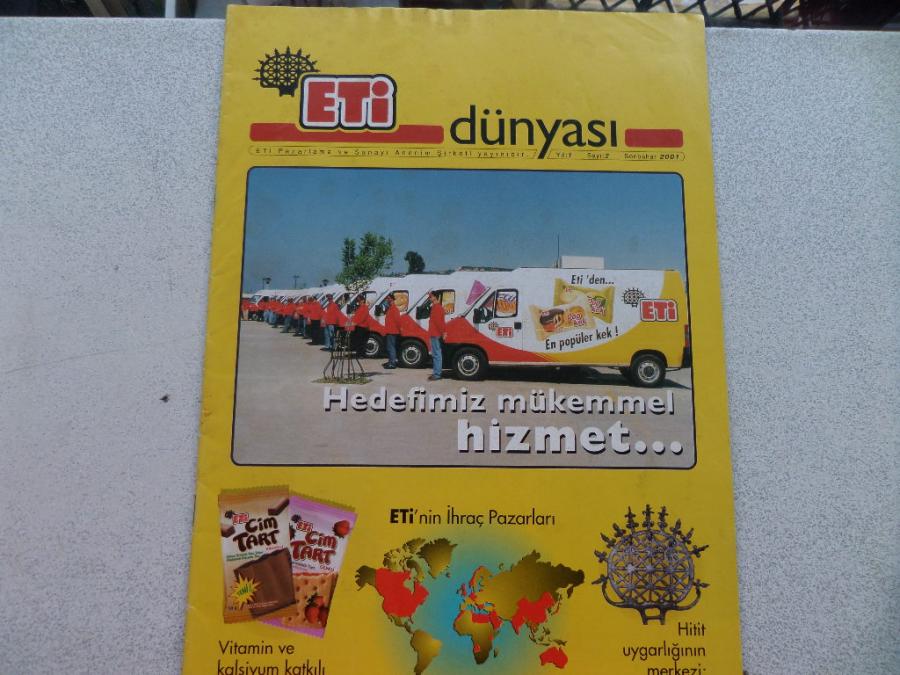 ETi
dünyası
ETİ Pazarlama ve Sanayi Anonim Şirketi yayınıdır.
Yıl:1 Sayı:2 Sonbahar 2001
Eti 'den...
ETi
En popüler kek !
ETi
Hedefimiz mükemmel
hizmet...
ETi'nin İhraç Pazarları
ETi
Cim
TART
YENİ
ETi
Cim
TART
Vitamin ve
kalsiyum katkılı
Hitit
uygarlığının
merkezi: